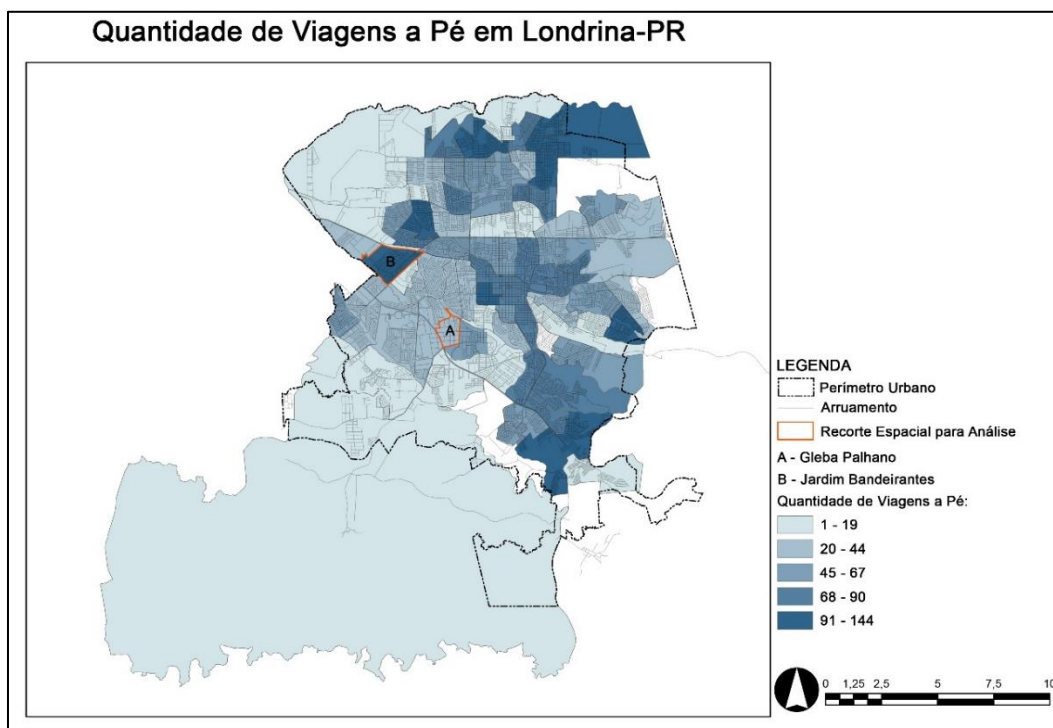 Quantidade de Viagens a Pé em Londrina-PR
B
A
LEGENDA
Perímetro Urbano
Arruamento
Recorte Espacial para Análise
A - Gleba Palhano
B - Jardim Bandeirantes
Quantidade de Viagens a Pé:
1 - 19
20 - 44
45 - 67
68 - 90
91 - 144
0 1,25 2,5 5 7,5 10